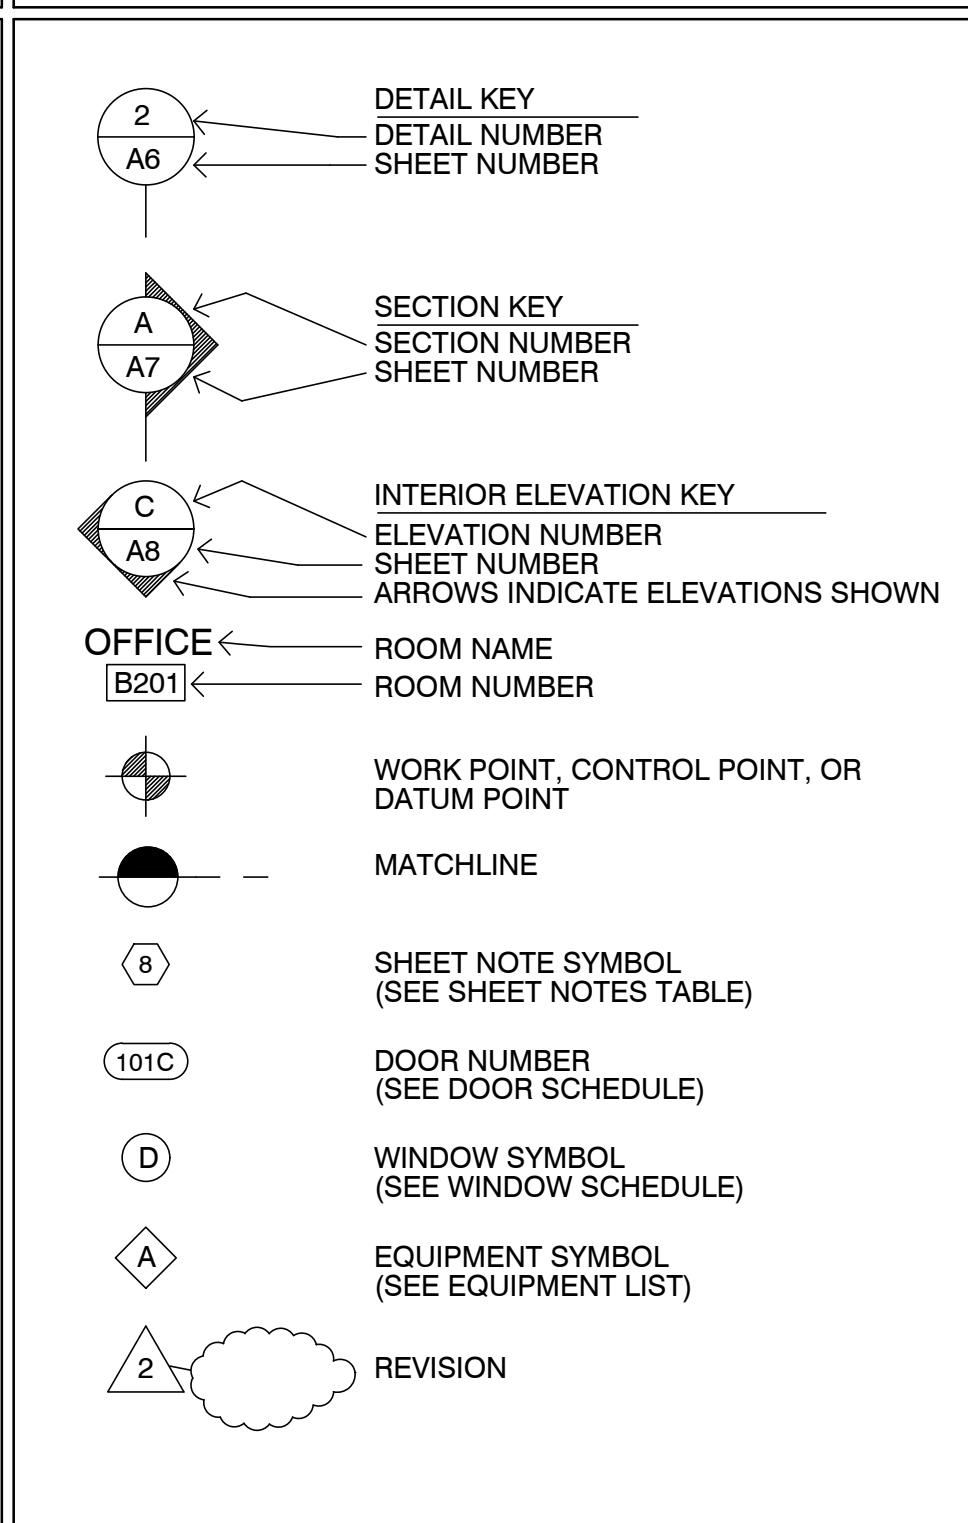 2
A6
DETAIL KEY
DETAIL NUMBER
SHEET NUMBER
A
A7
SECTION KEY
SECTION NUMBER
SHEET NUMBER
C
A8
INTERIOR ELEVATION KEY
ELEVATION NUMBER
SHEET NUMBER
ARROWS INDICATE ELEVATIONS SHOWN
OFFICE
ROOM NAME
B201
ROOM NUMBER
WORK POINT, CONTROL POINT, OR
DATUM POINT
MATCHLINE
8
SHEET NOTE SYMBOL
(SEE SHEET NOTES TABLE)
101C
DOOR NUMBER
(SEE DOOR SCHEDULE)
D
WINDOW SYMBOL
(SEE WINDOW SCHEDULE)
A
EQUIPMENT SYMBOL
(SEE EQUIPMENT LIST)
2
REVISION